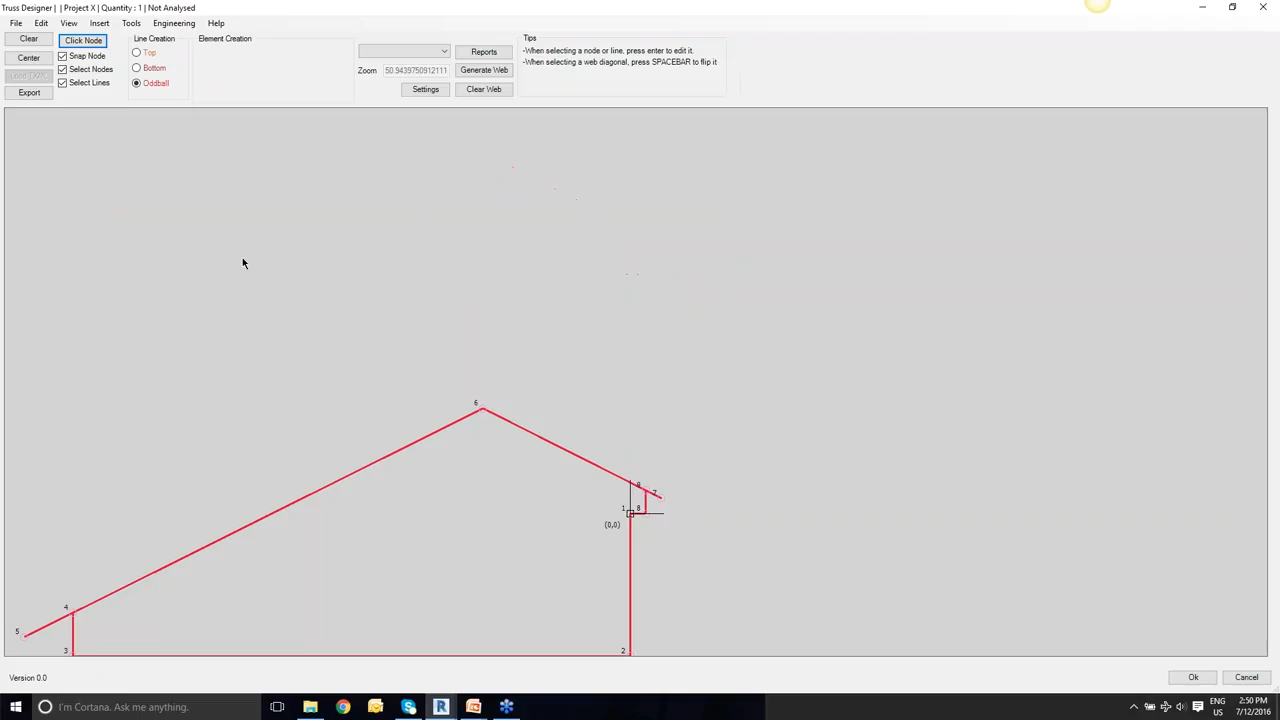 Truss Designer | | Project X | Quantity : 1 | Not Analysed
File Edit View Insert Tools Engineering Help
Clear
Click Node
Line Creation
Element Creation
Tips
Center
Snap Node
Top
Reports
-When selecting a node or line, press enter to edit it.
-When selecting a web diagonal, press SPACEBAR to flip it
Select Nodes
Bottom
Zoom 50.9439750912111
Generate Web
Select Lines
Oddball
Export
Settings
Clear Web
6
7
1
8
(0,0)
4
5
3
2
Version 0.0
Ok
Cancel
I'm Cortana. Ask me anything.
ENG
US
2:50 PM
7/12/2016